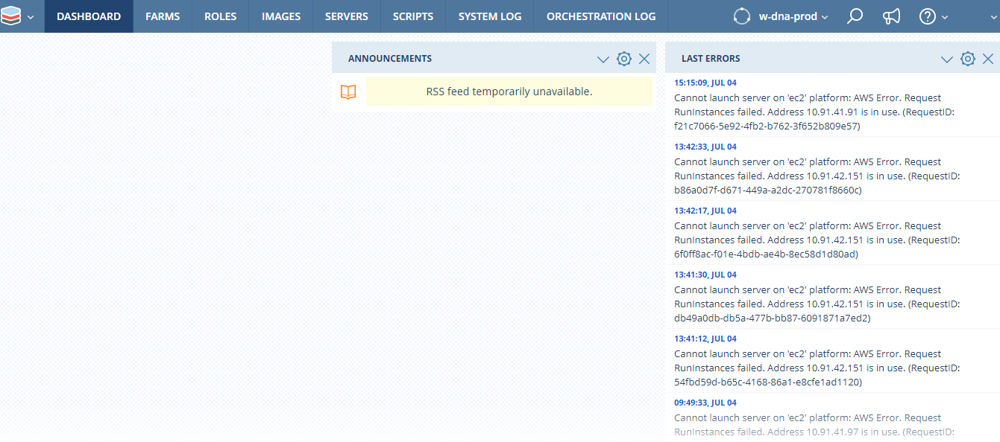 DASHBOARD FARMS ROLES IMAGES SERVERS SCRIPTS SYSTEM LOG ORCHESTRATION LOG w-dna-prod
ANNOUNCEMENTS
RSS feed temporarily unavailable.
LAST ERRORS
15:15:09, JUL 04
Cannot launch server on 'ec2' platform: AWS Error. Request
RunInstances failed. Address 10.91.41.91 is in use. (RequestID:
f21c7066-5e92-4fb2-b762-3f652b809e57)
13:42:33, JUL 04
Cannot launch server on 'ec2' platform: AWS Error. Request
RunInstances failed. Address 10.91.42.151 is in use. (RequestID:
b86a0d7f-d671-449a-a2dc-270781f8660c)
13:42:17, JUL 04
Cannot launch server on 'ec2' platform: AWS Error. Request
RunInstances failed. Address 10.91.42.151 is in use. (RequestID:
6f0ff8ac-f01e-4bdb-ae4b-8ec58d1d80ad)
13:41:30, JUL 04
Cannot launch server on 'ec2' platform: AWS Error. Request
RunInstances failed. Address 10.91.42.151 is in use. (RequestID:
db49a0db-db5a-477b-bb87-6091871a7ed2)
13:41:12, JUL 04
Cannot launch server on 'ec2' platform: AWS Error. Request
RunInstances failed. Address 10.91.42.151 is in use. (RequestID:
54fbd59d-b65c-4168-86a1-e8cfe1ad1120)
09:49:33, JUL 04
Cannot launch server on 'ec2' platform: AWS Error. Request
RunInstances failed. Address 10.91.41.97 is in use. (RequestID: